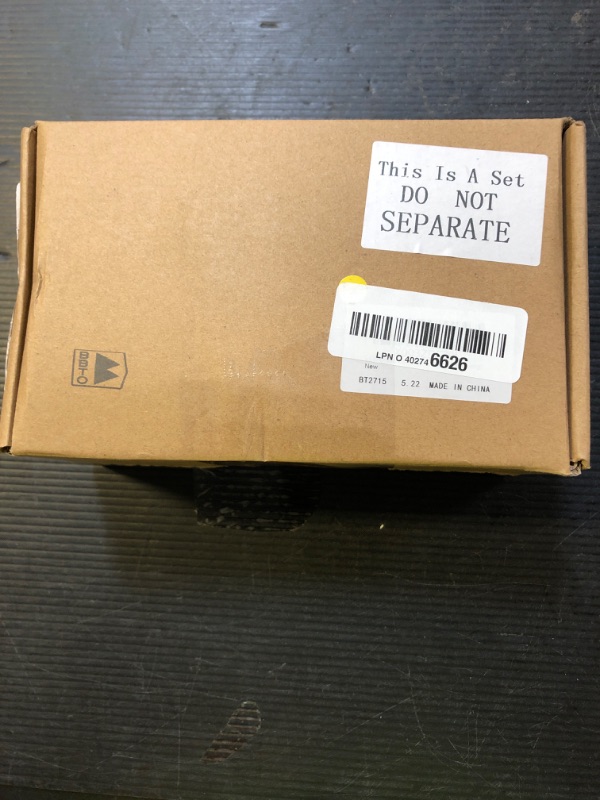 This Is A Set
DO NOT
SEPARATE
LPN O 40274 6626
New
BT2715 5.22 MADE IN CHINA
BBTO